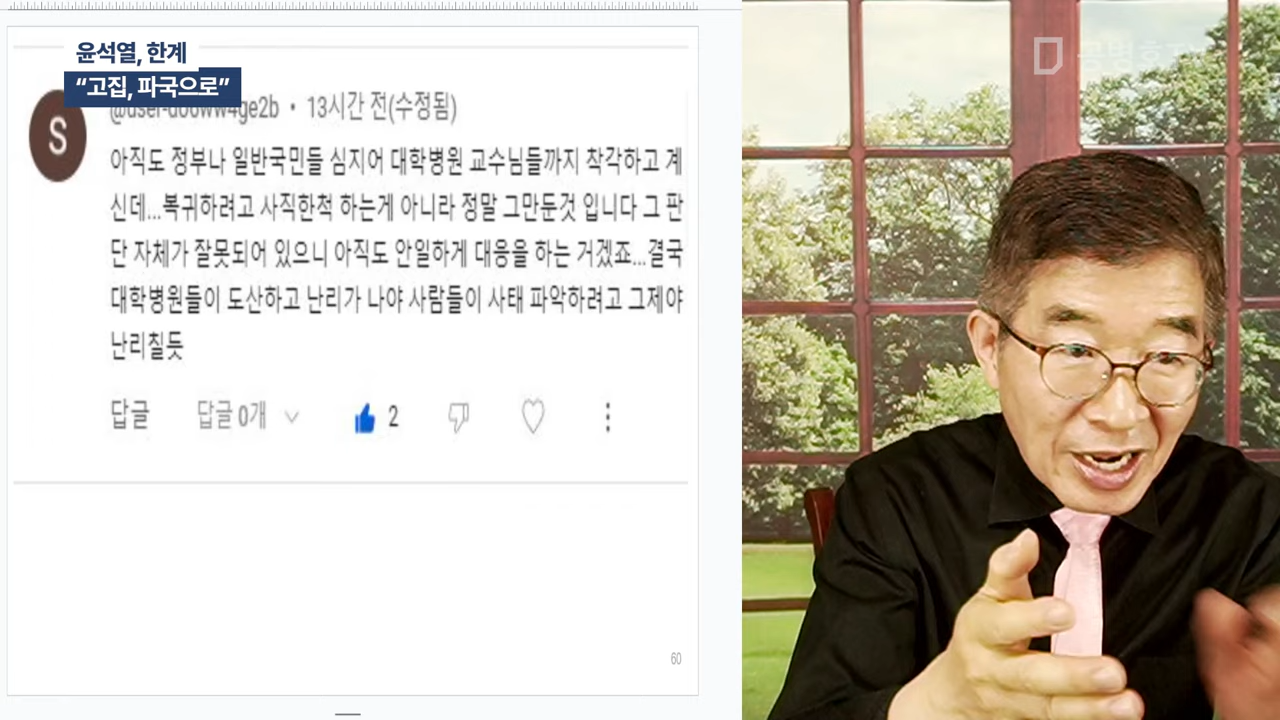 윤석열, 한계
“고집, 파국으로”
S
13시간 전(수정됨)
아직도 정부나 일반국민들 심지어 대학병원 교수님들까지 착각하고 계
신데...복귀하려고 사직한척 하는게 아니라 정말 그만둔것 입니다 그 판
단 자체가 잘못되어 있으니 아직도 안일하게 대응을 하는 거겠죠...결국
대학병원들이 도산하고 난리가 나야 사람들이 사태 파악하려고 그제야
난리칠듯
답글 답글 0개 2
60
공병호TV